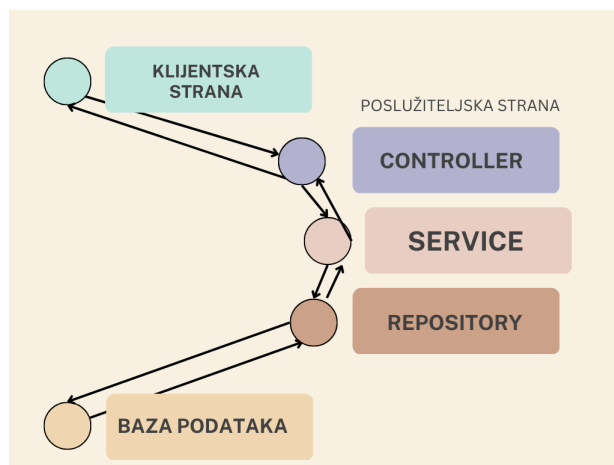 KLIJENTSKA
STRANA
POSLUŽITELJSKA STRANA
CONTROLLER
SERVICE
REPOSITORY
BAZA PODATAKA